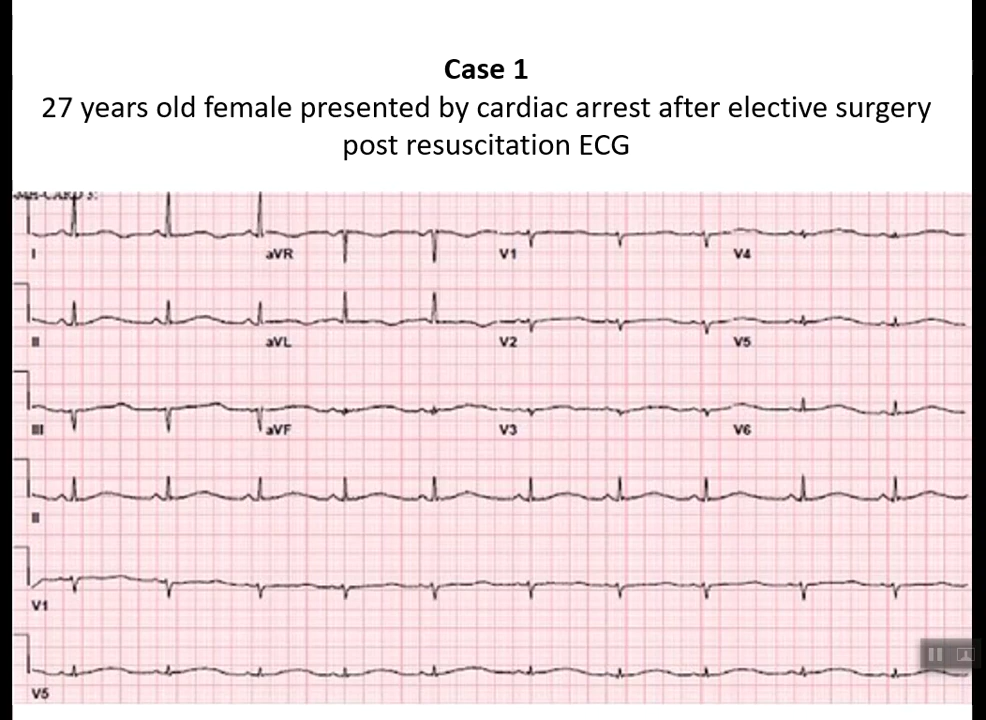 Case 1
27 years old female presented by cardiac arrest after elective surgery
post resuscitation ECG
I aVR V1 V4
II aVL V2 V5
III aVF V3 V6
II
V1
V5